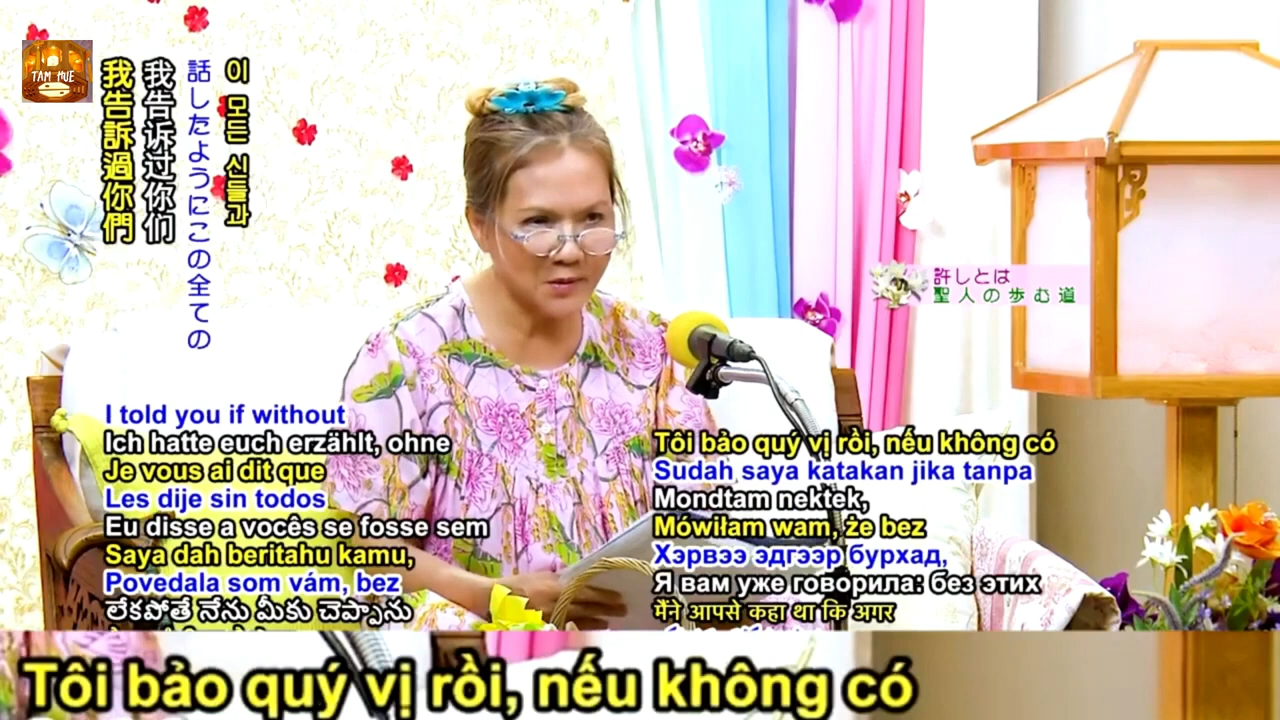 TAM HUE
我告訴過你們
我告诉过你们
話したようにこの全ての
이 모든 신들과
許しとは
聖人の歩む道
I told you if without
Ich hatte euch erzählt, ohne
Je vous ai dit que
Les dije sin todos
Eu disse a vocês se fosse sem
Saya dah beritahu kamu,
Povedala som vám, bez
లేకపోతే నేను మీకు చెప్పాను
Tôi bảo quý vị rồi, nếu không có
Sudah saya katakan jika tanpa
Mondtam nektek,
Mówiłam wam, że bez
Хэрвээ эдгээр бурхад,
Я вам уже говорила: без этих
मैंने आपसे कहा था कि अगर
Tôi bảo quý vị rồi, nếu không có